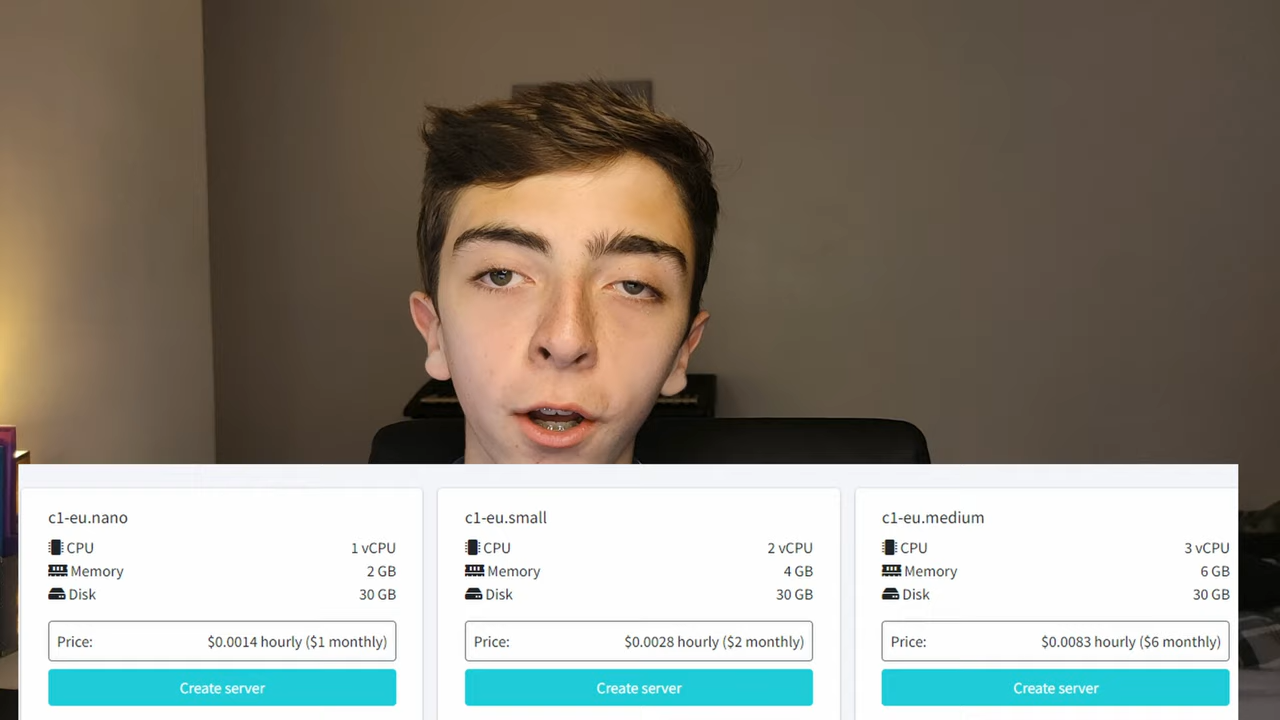 c1-eu.nano
CPU 1 vCPU
Memory 2 GB
Disk 30 GB
Price: $0.0014 hourly ($1 monthly)
Create server
c1-eu.small
CPU 2 vCPU
Memory 4 GB
Disk 30 GB
Price: $0.0028 hourly ($2 monthly)
Create server
c1-eu.medium
CPU 3 vCPU
Memory 6 GB
Disk 30 GB
Price: $0.0083 hourly ($6 monthly)
Create server